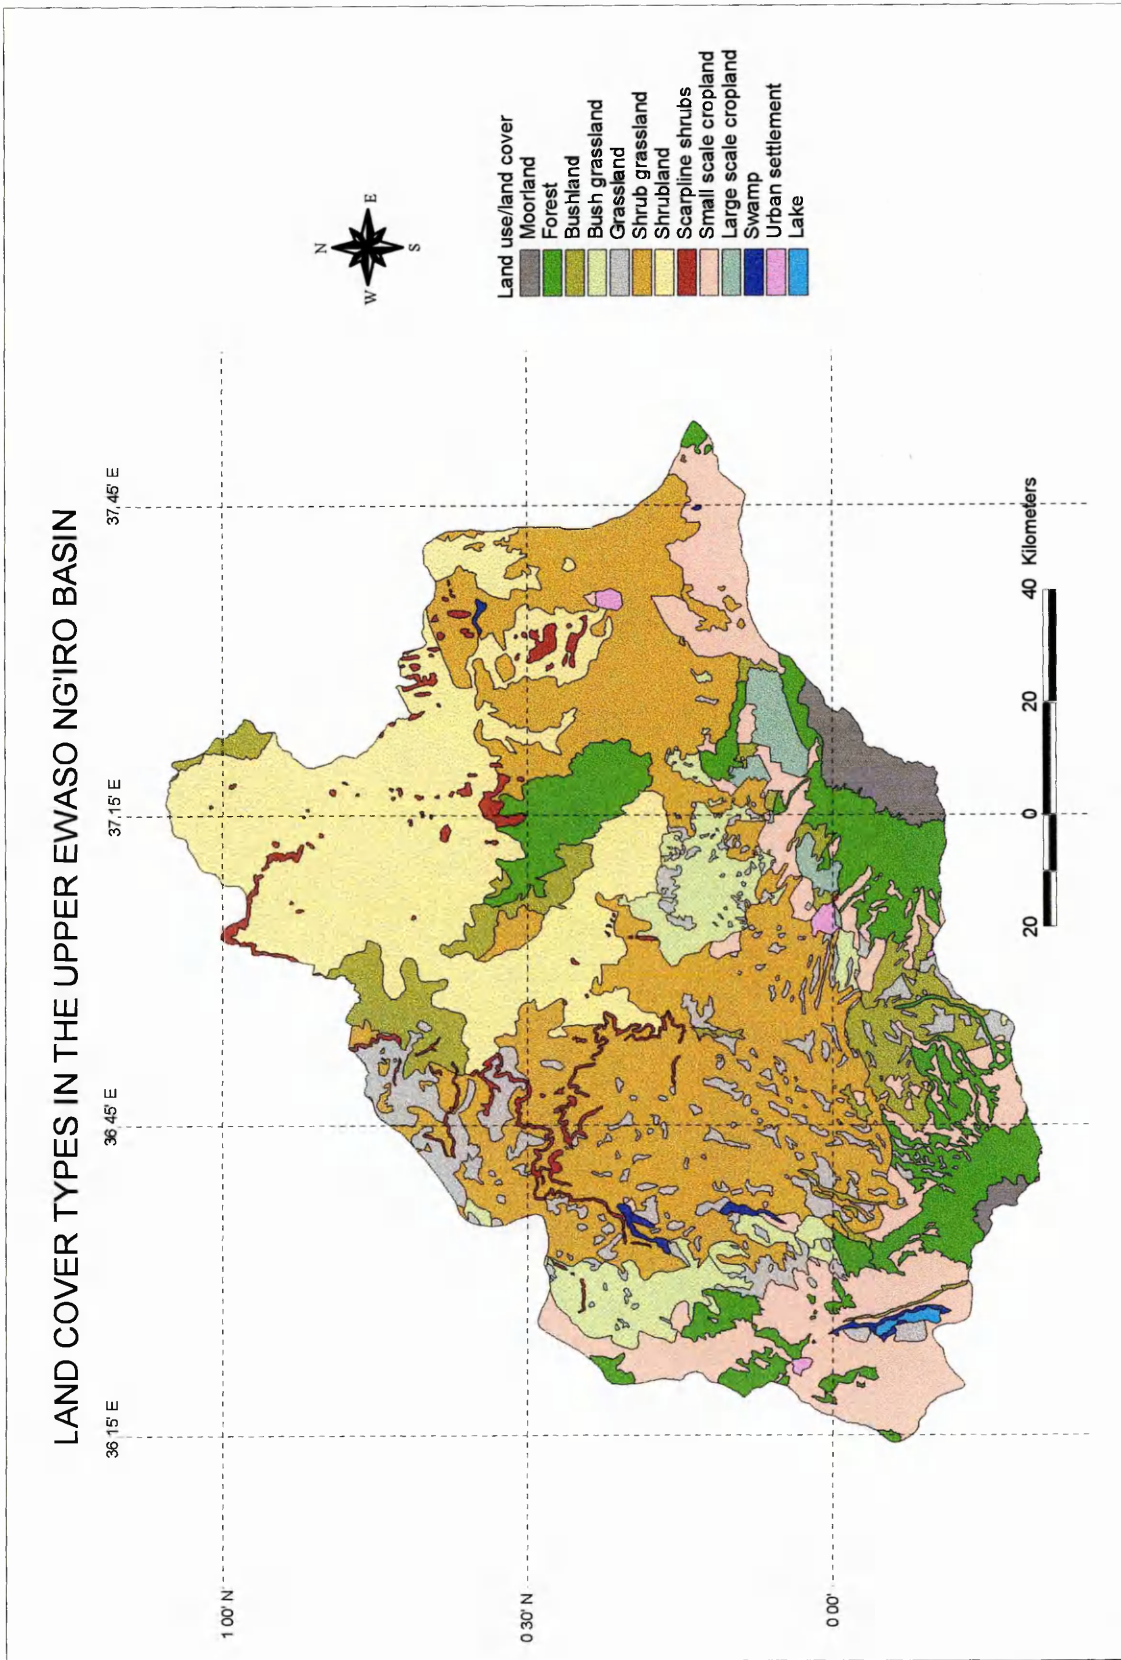 LAND COVER TYPES IN THE UPPER EWASO NG'IRO BASIN
36 15' E
36 45' E
37 15' E
37 45' E
1 00' N
0 30' N
0 00'
N
W
E
S
Land use/land cover
Moorland
Forest
Bushland
Bush grassland
Grassland
Shrub grassland
Shrubland
Scarpline shrubs
Small scale cropland
Large scale cropland
Swamp
Urban settlement
Lake
20
0
20
40 Kilometers